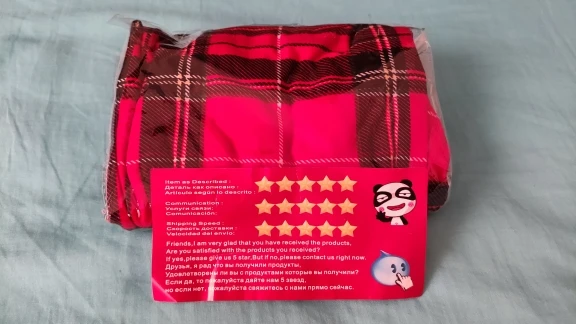 Item as Described :
Деталь как описано :
Artículo según lo descrito :
Communication :
Услуги связи:
Comunicación:
Shipping Speed :
Скорость доставки :
Velocidad del envío:
Friends,I am very glad that you have received the products,
Are you satisfied with the products you received?
If yes,please give us 5 star,But if no,please contact us right now.
Друзья, я рад что вы получили продукты,
Удовлетворены ли вы с продуктами которые вы получили?
Если да, то пожалуйста дайте нам 5 звезд,
но если нет, пожалуйста свяжитесь с нами прямо сейчас.